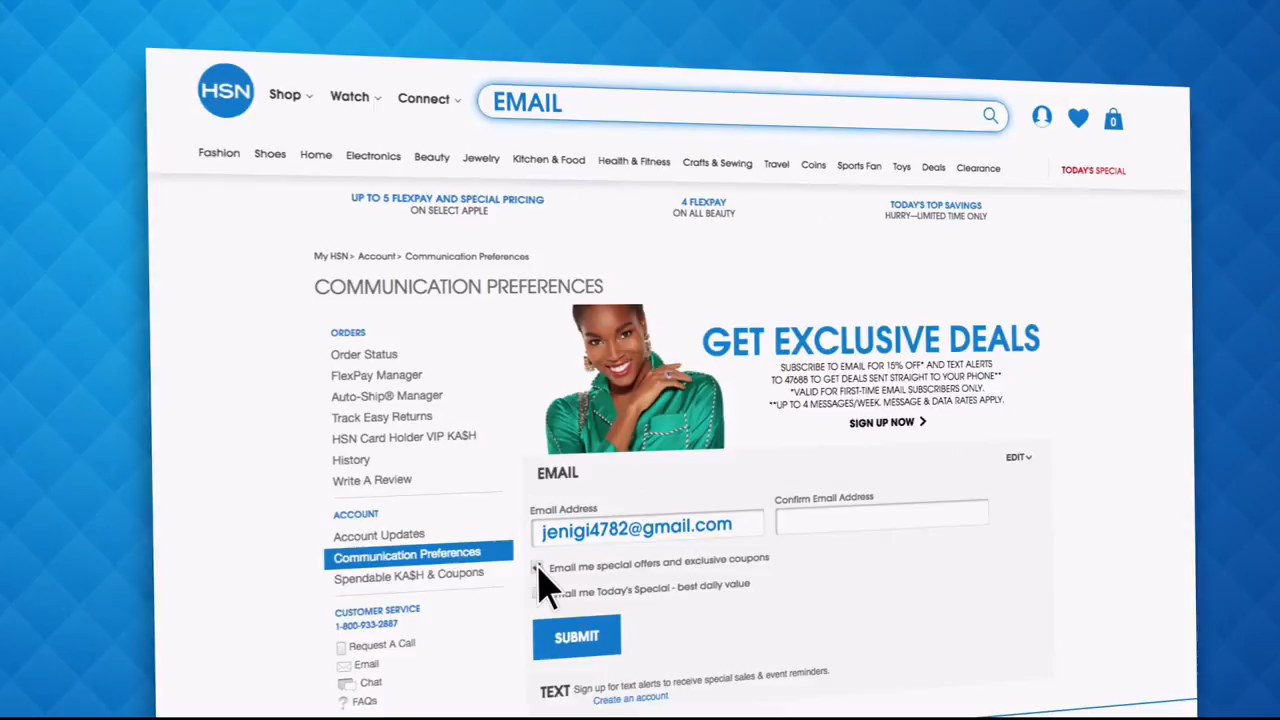 HSN
Shop Watch Connect
EMAIL
0
Fashion Shoes Home Electronics Beauty Jewelry Kitchen & Food Health & Fitness Crafts & Sewing Travel Coins Sports Fan Toys Deals Clearance TODAY'S SPECIAL
UP TO 5 FLEXPAY AND SPECIAL PRICING
ON SELECT APPLE
4 FLEXPAY
ON ALL BEAUTY
TODAY'S TOP SAVINGS
HURRY—LIMITED TIME ONLY
My HSN> Account> Communication Preferences
COMMUNICATION PREFERENCES
ORDERS
Order Status
FlexPay Manager
Auto-Ship® Manager
Track Easy Returns
HSN Card Holder VIP KA$H
History
Write A Review
ACCOUNT
Account Updates
Communication Preferences
Spendable KA$H & Coupons
CUSTOMER SERVICE
1-800-933-2887
Request A Call
Email
Chat
FAQs
GET EXCLUSIVE DEALS
SUBSCRIBE TO EMAIL FOR 15% OFF* AND TEXT ALERTS
TO 47688 TO GET DEALS SENT STRAIGHT TO YOUR PHONE**
*VALID FOR FIRST-TIME EMAIL SUBSCRIBERS ONLY.
**UP TO 4 MESSAGES/WEEK. MESSAGE & DATA RATES APPLY.
SIGN UP NOW
EMAIL
EDIT
Email Address
jenigi4782@gmail.com
Confirm Email Address
Email me special offers and exclusive coupons
me Today's Special - best daily value
SUBMIT
TEXT Sign up for text alerts to receive special sales & event reminders.
Create an account